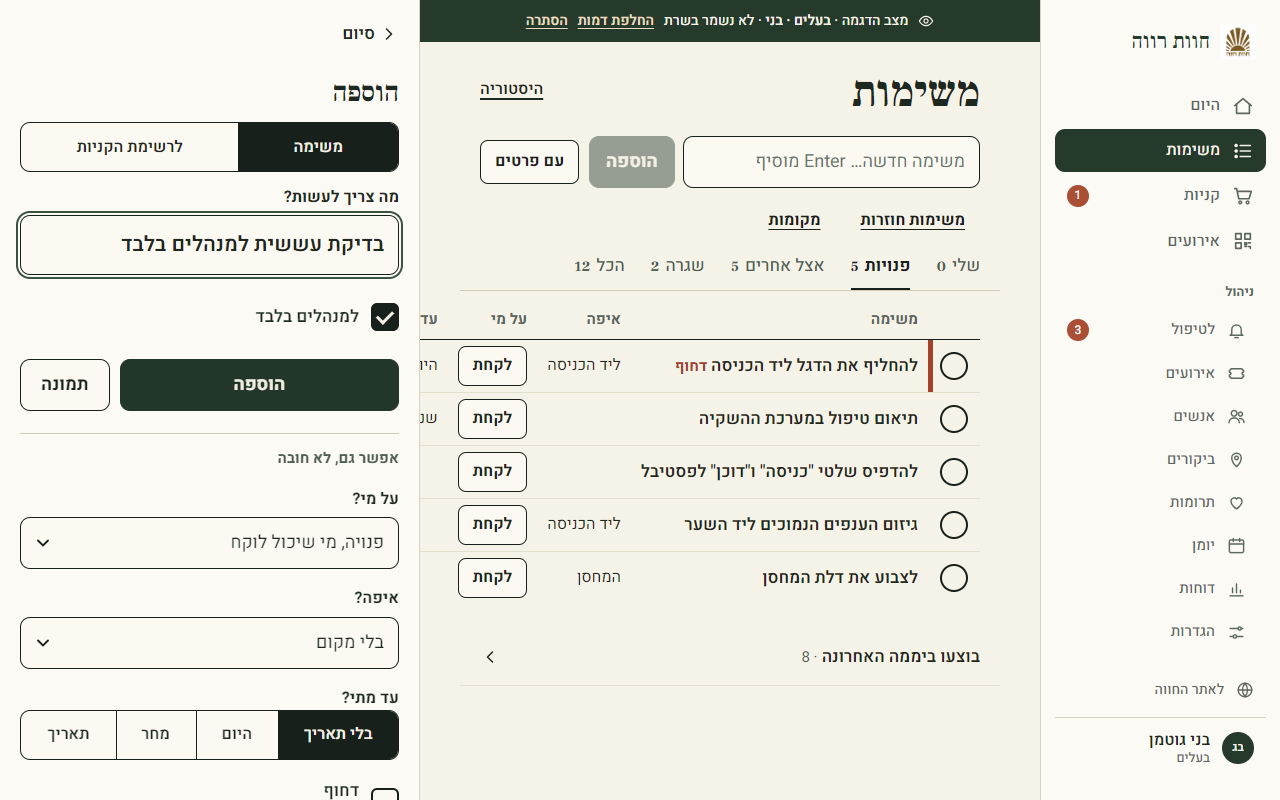 חוות רווה
היום
משימות
קניות 1
אירועים
ניהול
לטיפול 3
אירועים
אנשים
ביקורים
תרומות
יומן
דוחות
הגדרות
לאתר החווה
בג
בני גוטמן
בעלים
מצב הדגמה · בעלים · בני · לא נשמר בשרת החלפת דמות הסתרה
משימות
היסטוריה
משימה חדשה... Enter מוסיף
הוספה
עם פרטים
משימות חוזרות
מקומות
שלי 0
פנויות 5
אצל אחרים 5
שגרה 2
הכל 12
משימה איפה על מי עד
להחליף את הדגל ליד הכניסה דחוף ליד הכניסה לקחת
תיאום טיפול במערכת ההשקיה לקחת
להדפיס שלטי "כניסה" ו"דוכן" לפסטיבל לקחת
גיזום הענפים הנמוכים ליד השער ליד הכניסה לקחת
לצבוע את דלת המחסן המחסן לקחת
בוצעו ביממה האחרונה · 8
סיום
הוספה
משימה
לרשימת הקניות
מה צריך לעשות?
בדיקת עששית למנהלים בלבד
למנהלים בלבד
הוספה
תמונה
אפשר גם, לא חובה
על מי?
פנויה, מי שיכול לוקח
איפה?
בלי מקום
עד מתי?
בלי תאריך
היום
מחר
תאריך
דחוף